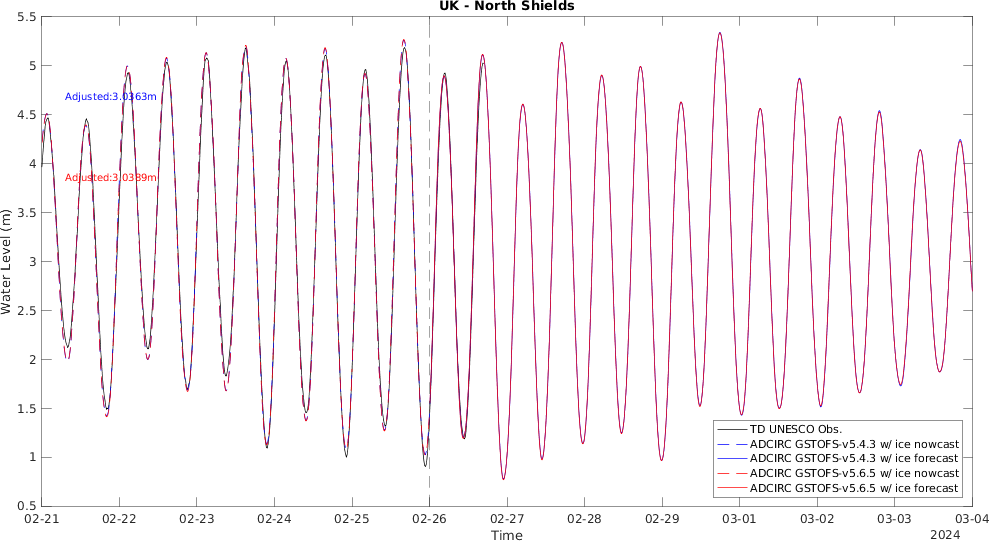 UK - North Shields
5.5
5
4.5
4
3.5
3
2.5
2
1.5
1
0.5
Water Level (m)
Adjusted:3.0363m
Adjusted:3.0389m
TD UNESCO Obs.
ADCIRC GSTOFS-v5.4.3 w/ ice nowcast
ADCIRC GSTOFS-v5.4.3 w/ ice forecast
ADCIRC GSTOFS-v5.6.5 w/ ice nowcast
ADCIRC GSTOFS-v5.6.5 w/ ice forecast
02-21 02-22 02-23 02-24 02-25 02-26 02-27 02-28 02-29 03-01 03-02 03-03 03-04
Time
2024